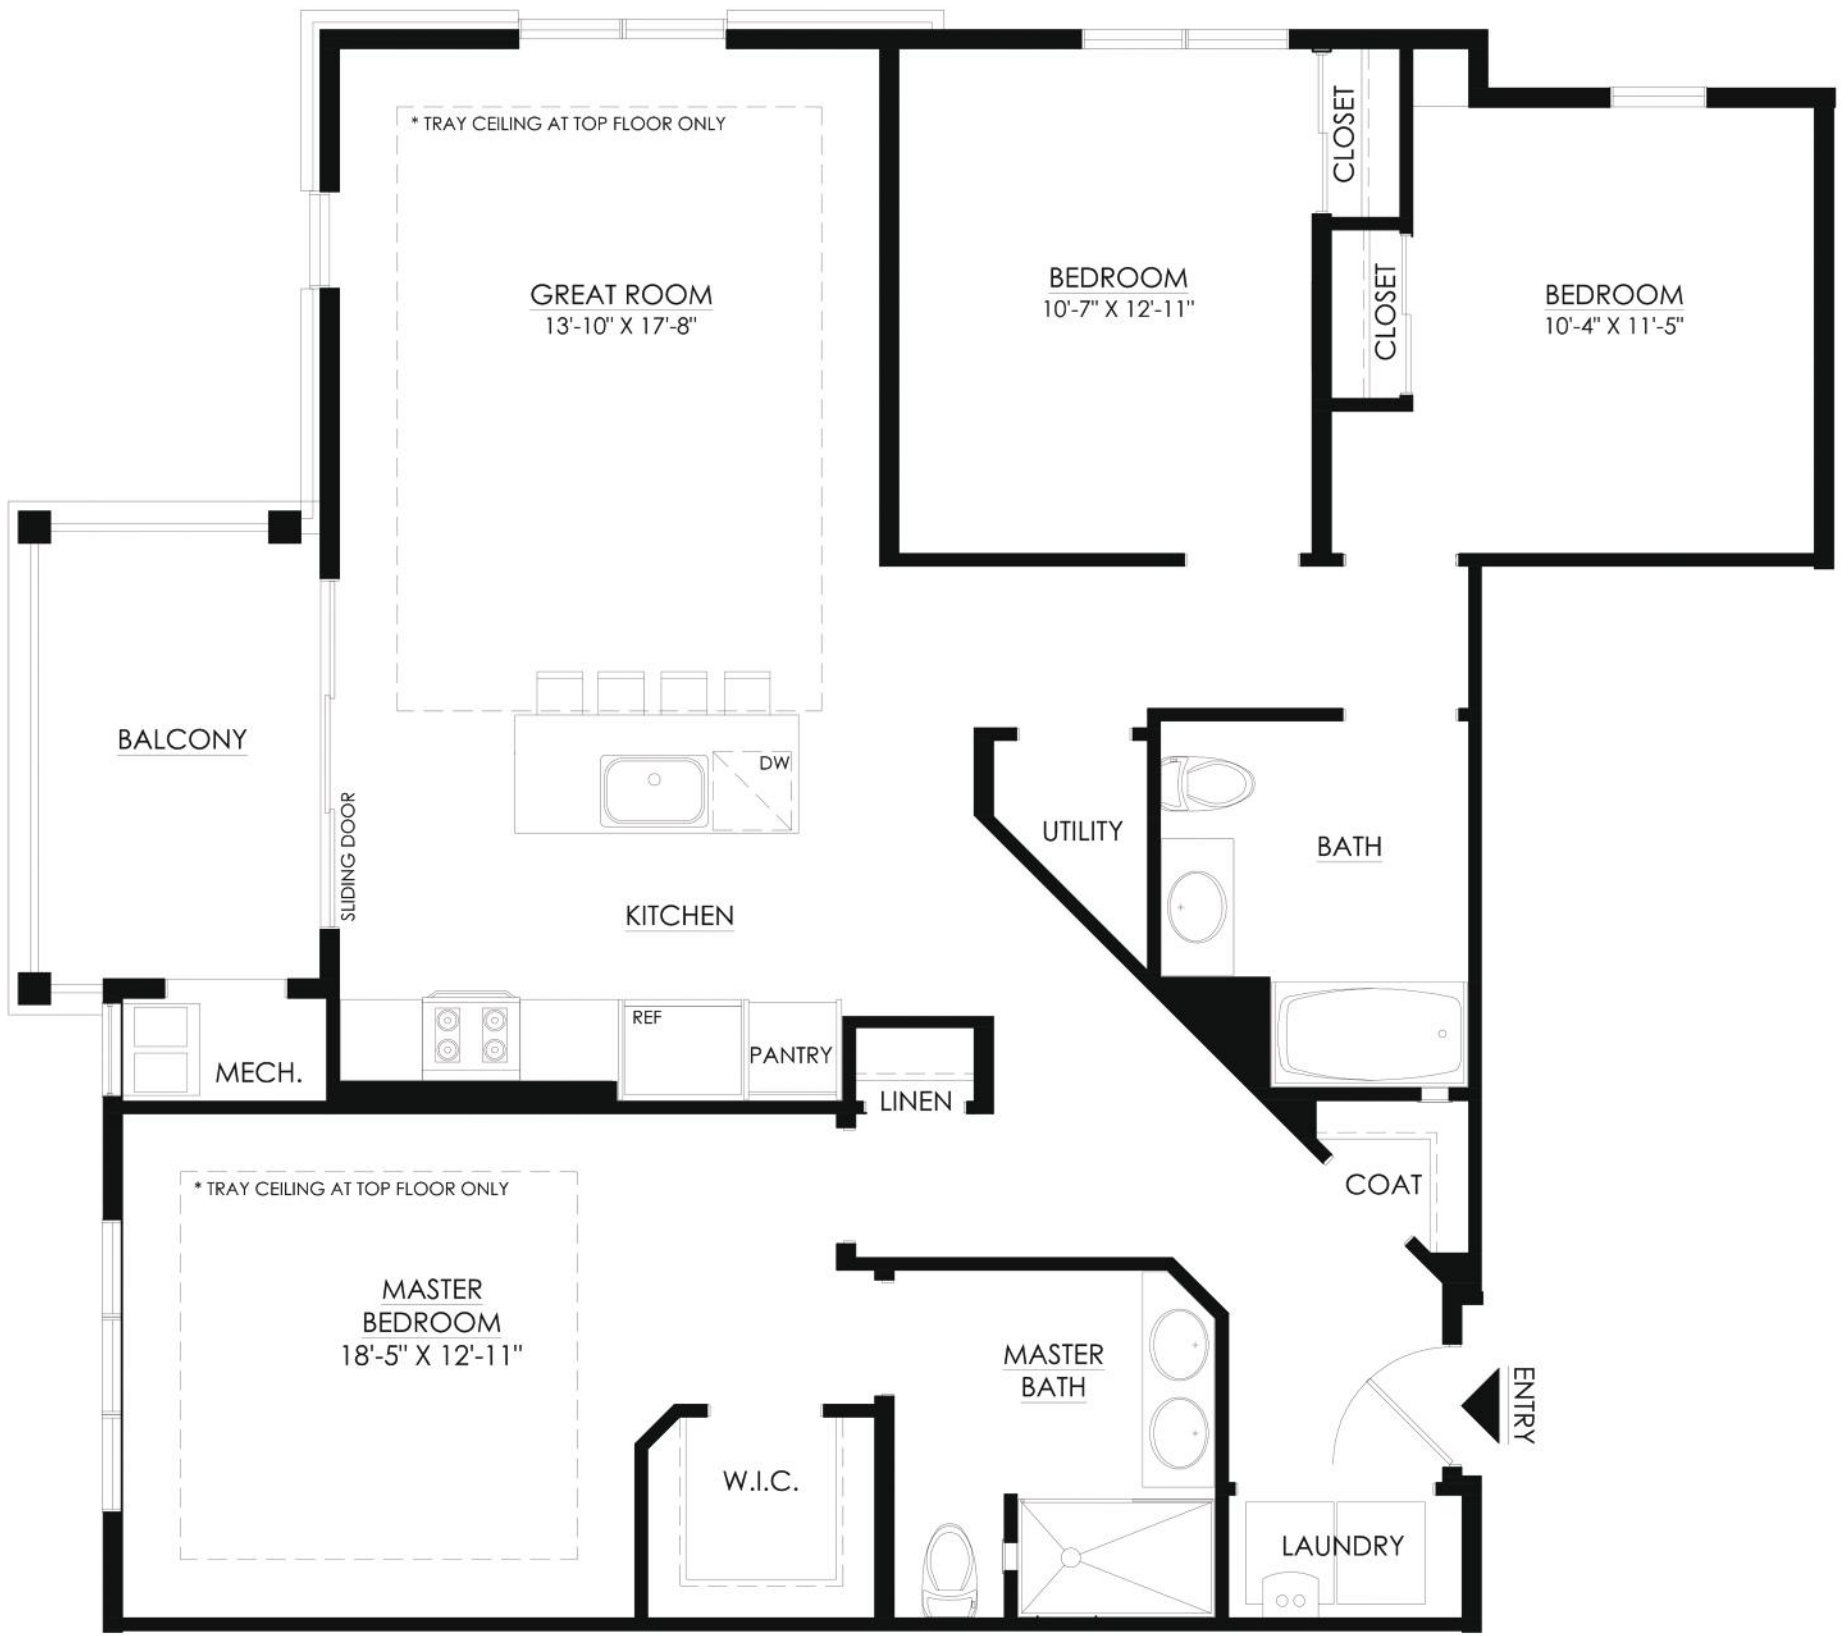 * TRAY CEILING AT TOP FLOOR ONLY
GREAT ROOM
13'-10" X 17'-8"
BEDROOM
10'-7" X 12'-11"
CLOSET
CLOSET
BEDROOM
10'-4" X 11'-5"
BALCONY
SLIDING DOOR
DW
KITCHEN
UTILITY
BATH
MECH.
REF
PANTRY
LINEN
COAT
* TRAY CEILING AT TOP FLOOR ONLY
MASTER
BEDROOM
18'-5" X 12'-11"
W.I.C.
MASTER
BATH
ENTRY
LAUNDRY